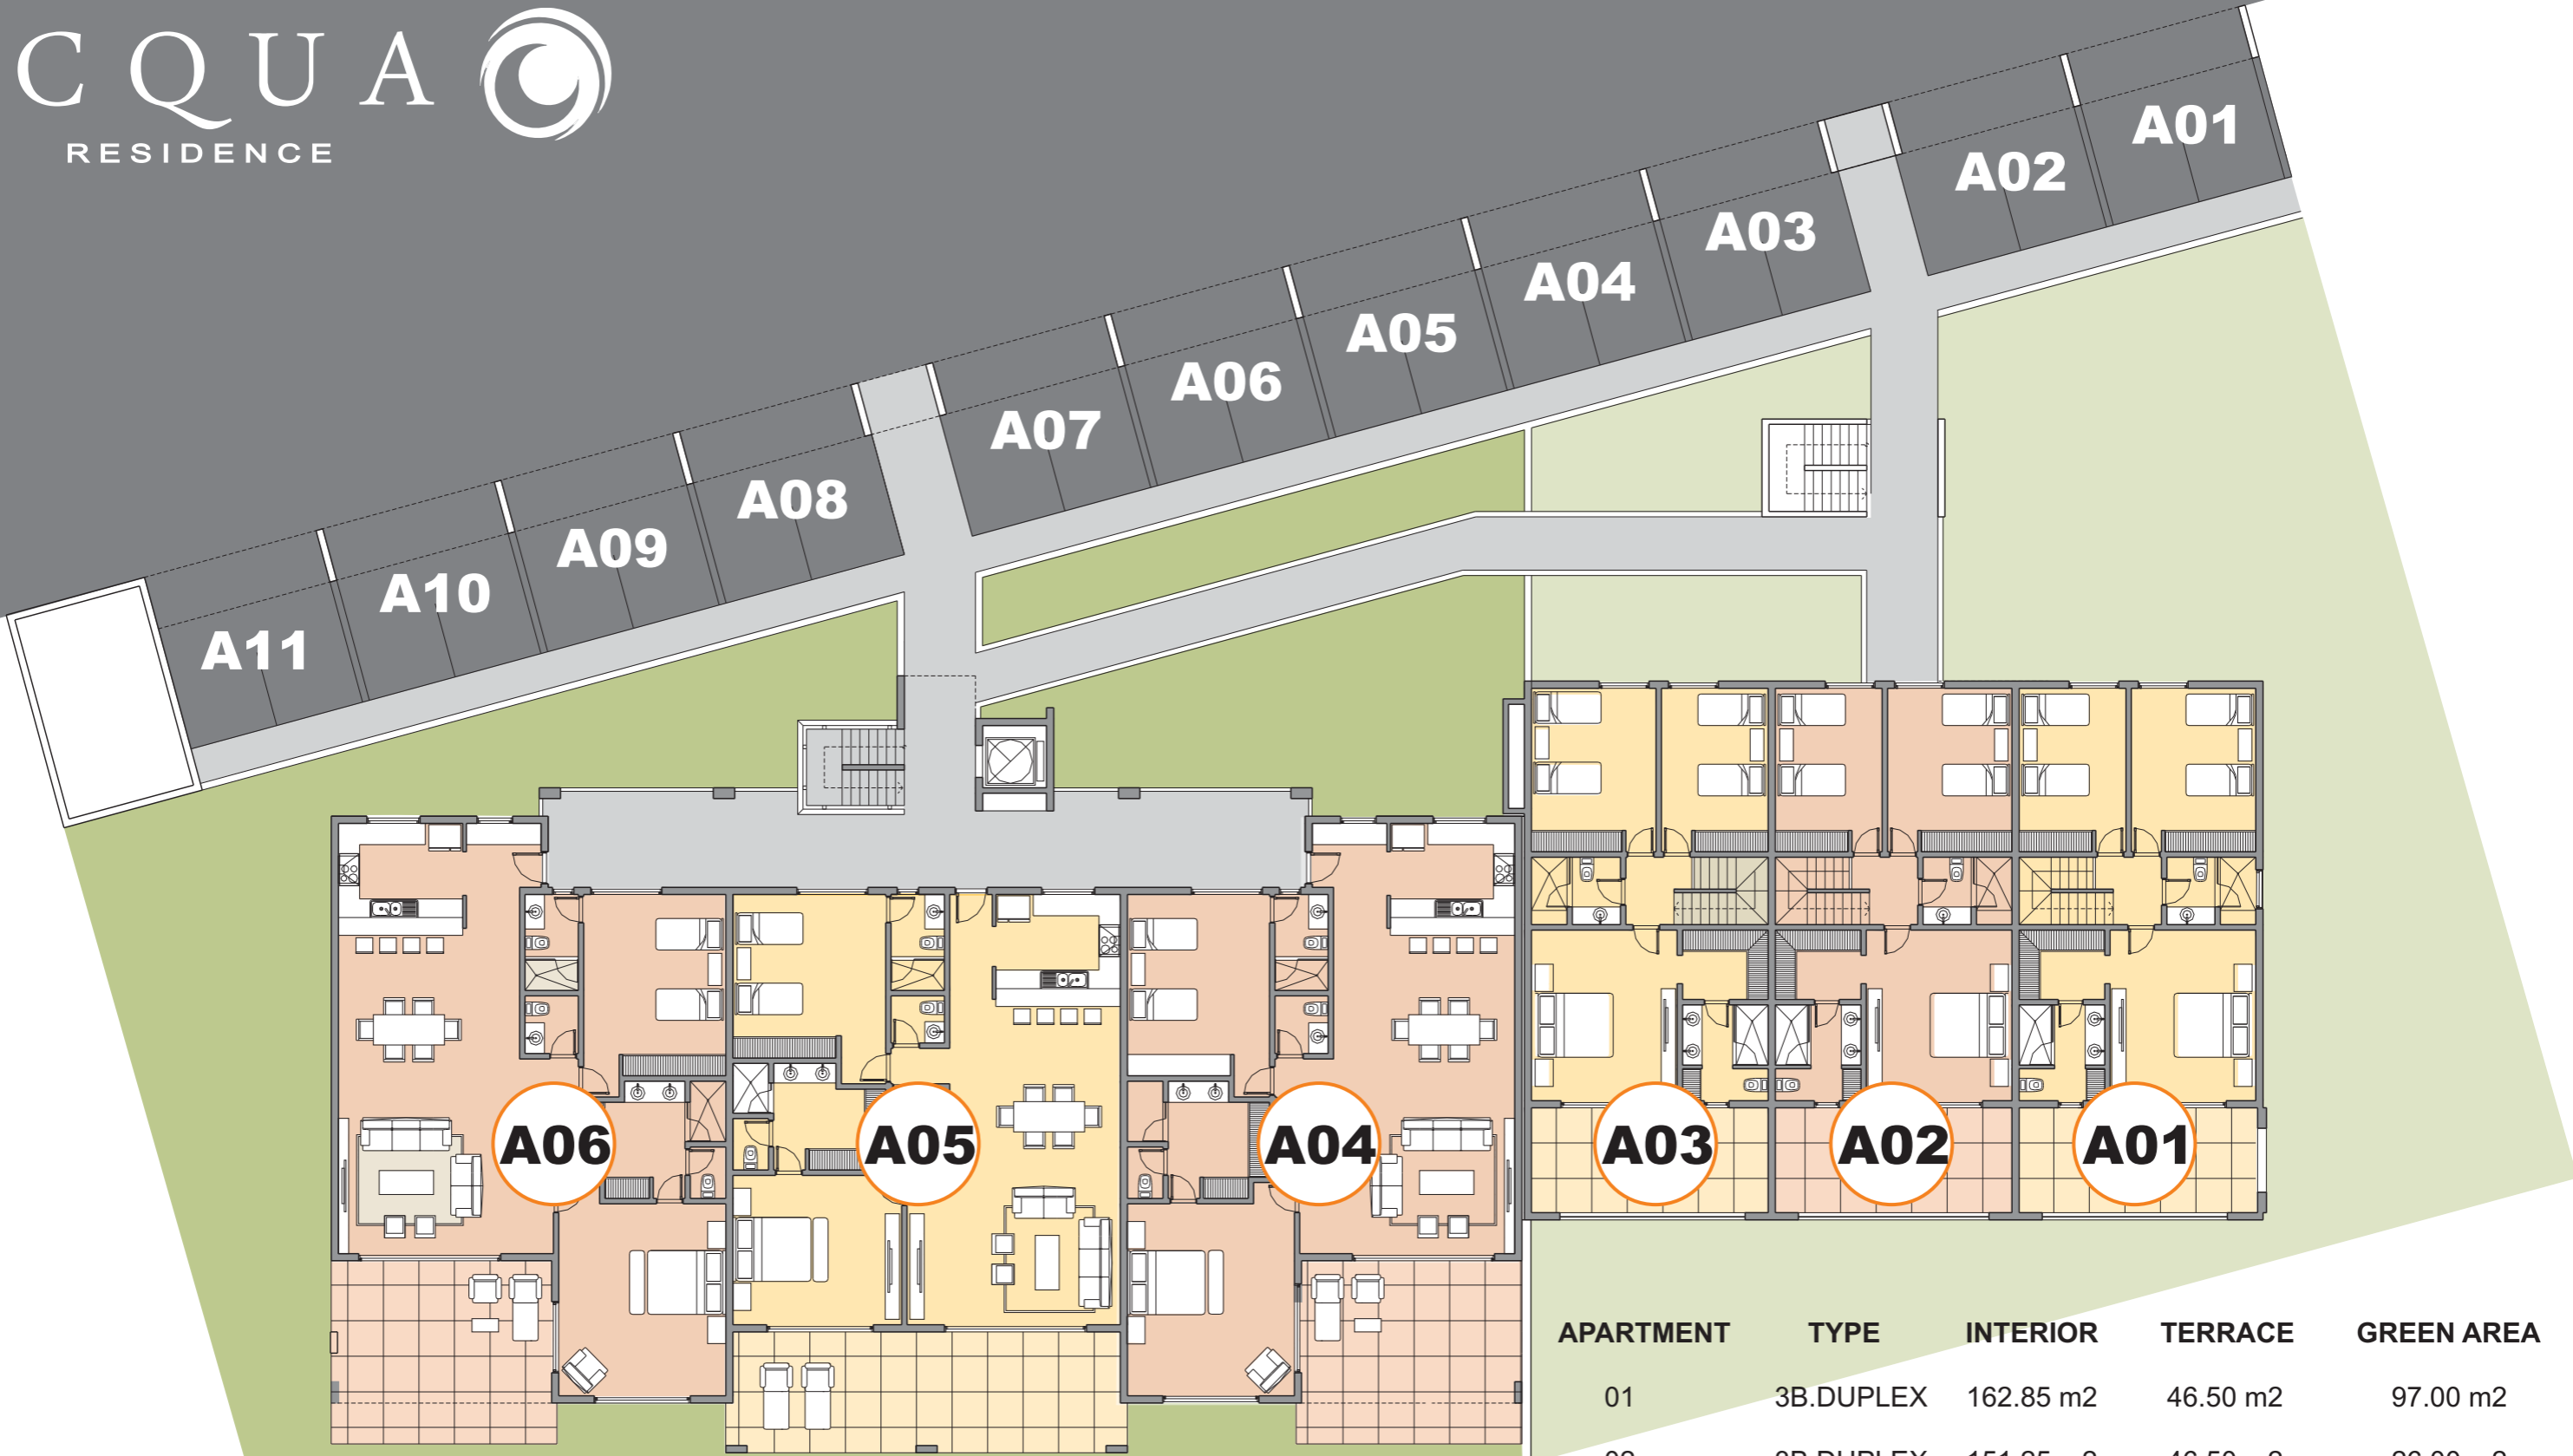 CQUA
RESIDENCE
A01
A02
A03
A04
A05
A06
A07
A08
A09
A10
A11
A06
A05
A04
A03
A02
A01
APARTMENT TYPE INTERIOR TERRACE GREEN AREA
01 3B.DUPLEX 162.85 m2 46.50 m2 97.00 m2